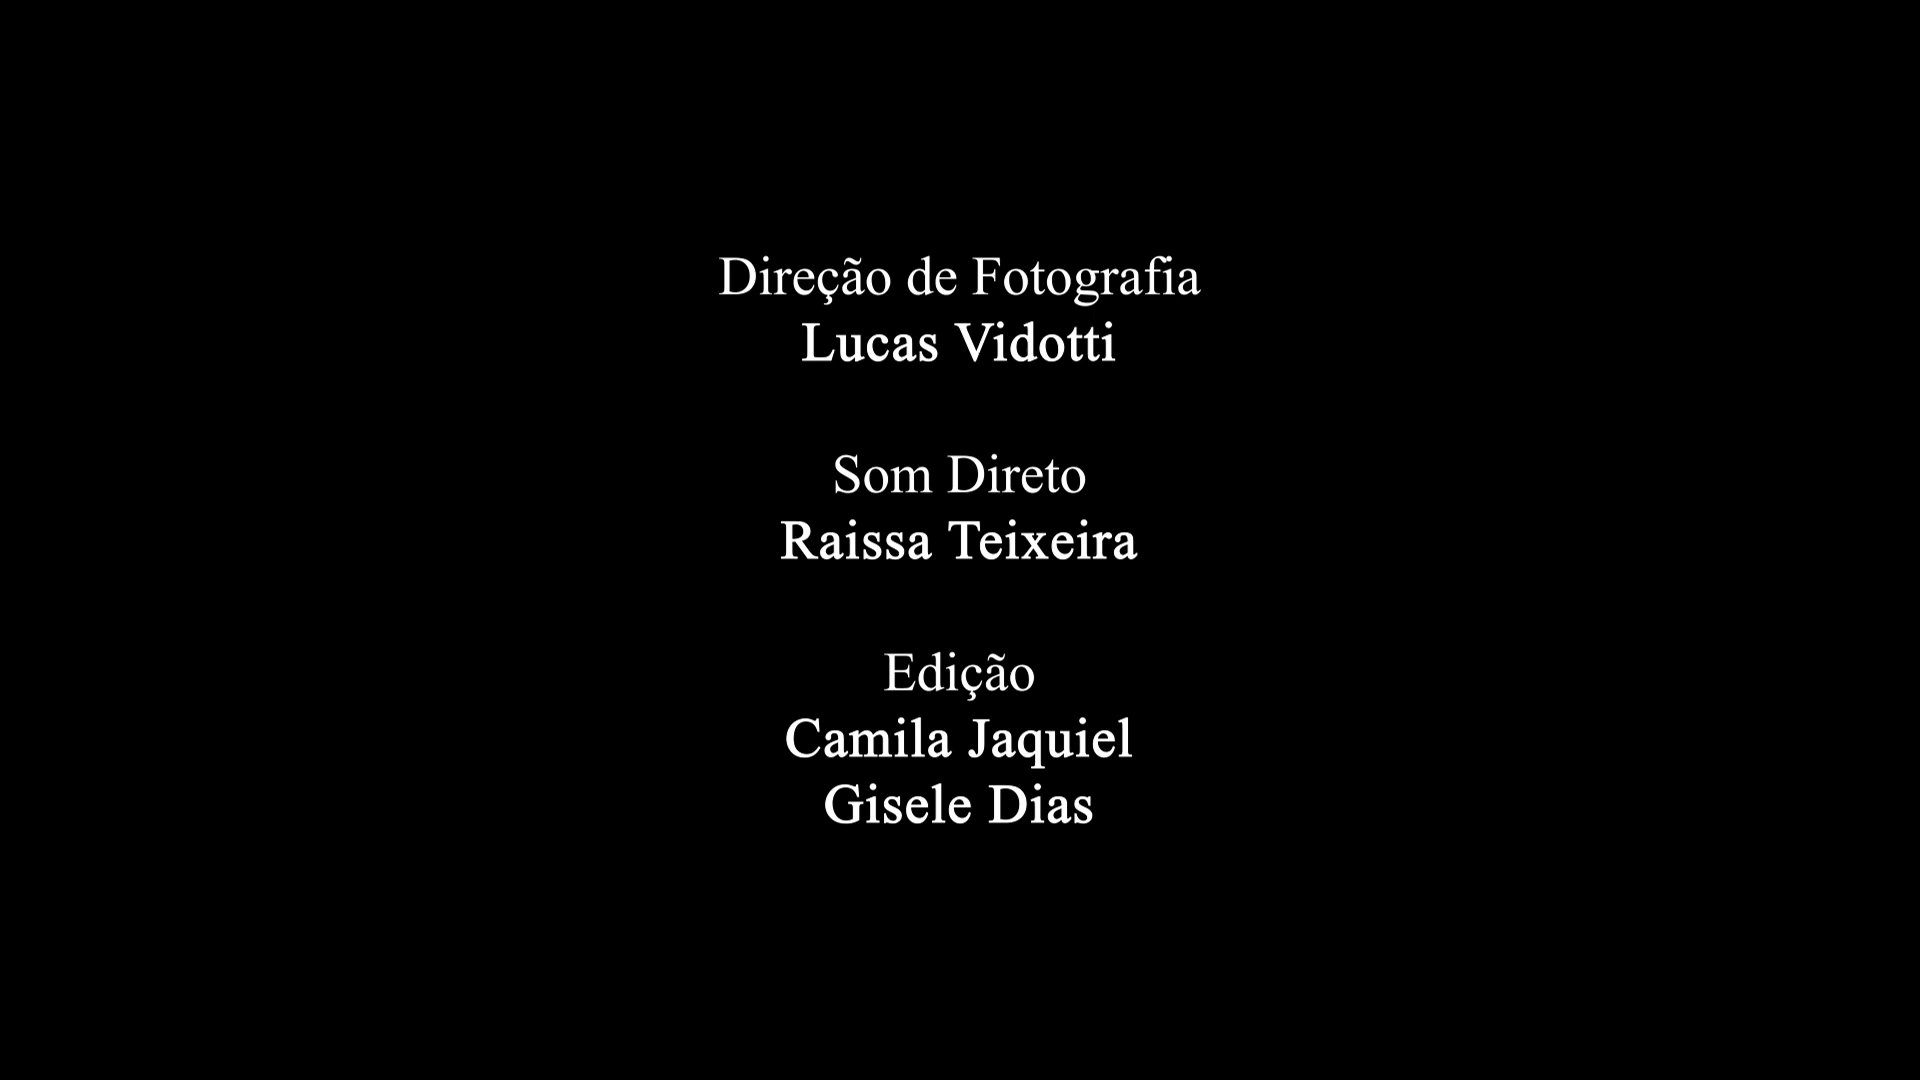 Direção de Fotografia
Lucas Vidotti
Som Direto
Raissa Teixeira
Edição
Camila Jaquiel
Gisele Dias